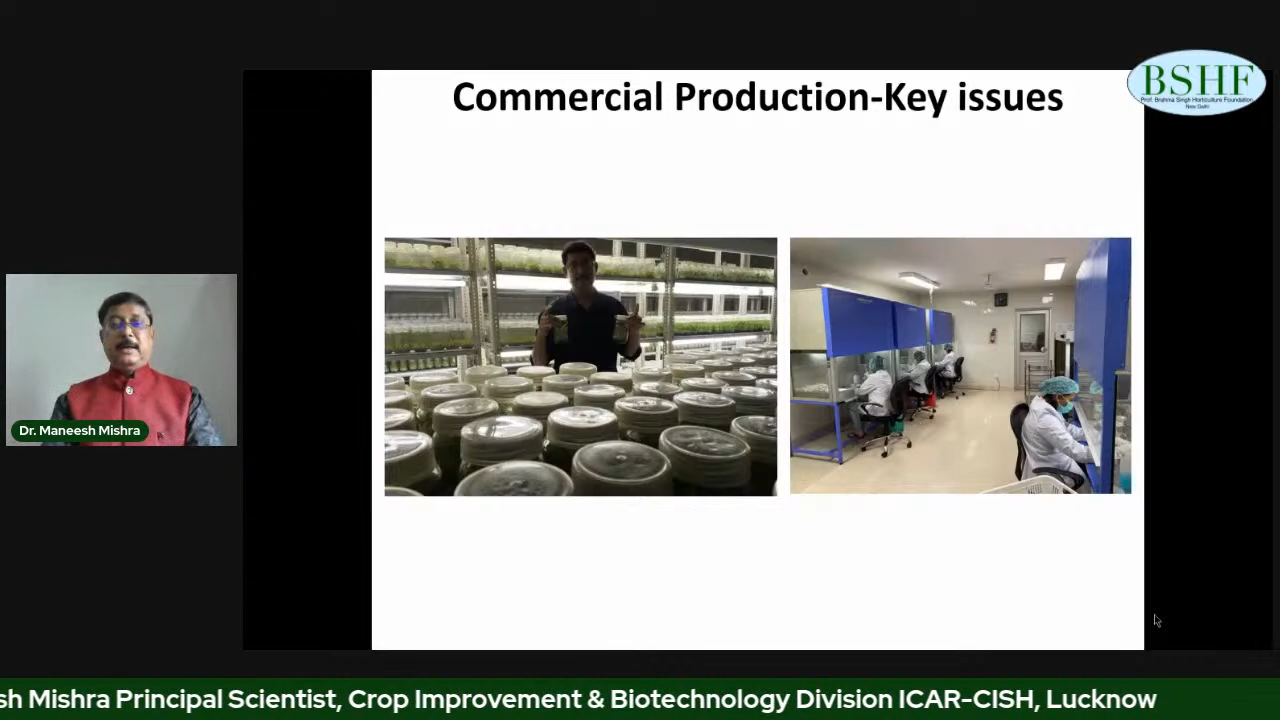 Commercial Production-Key issues
BSHF
Prof. Brahma Singh Horticulture Foundation
New Delhi
Dr. Maneesh Mishra
sh Mishra Principal Scientist, Crop Improvement & Biotechnology Division ICAR-CISH, Lucknow